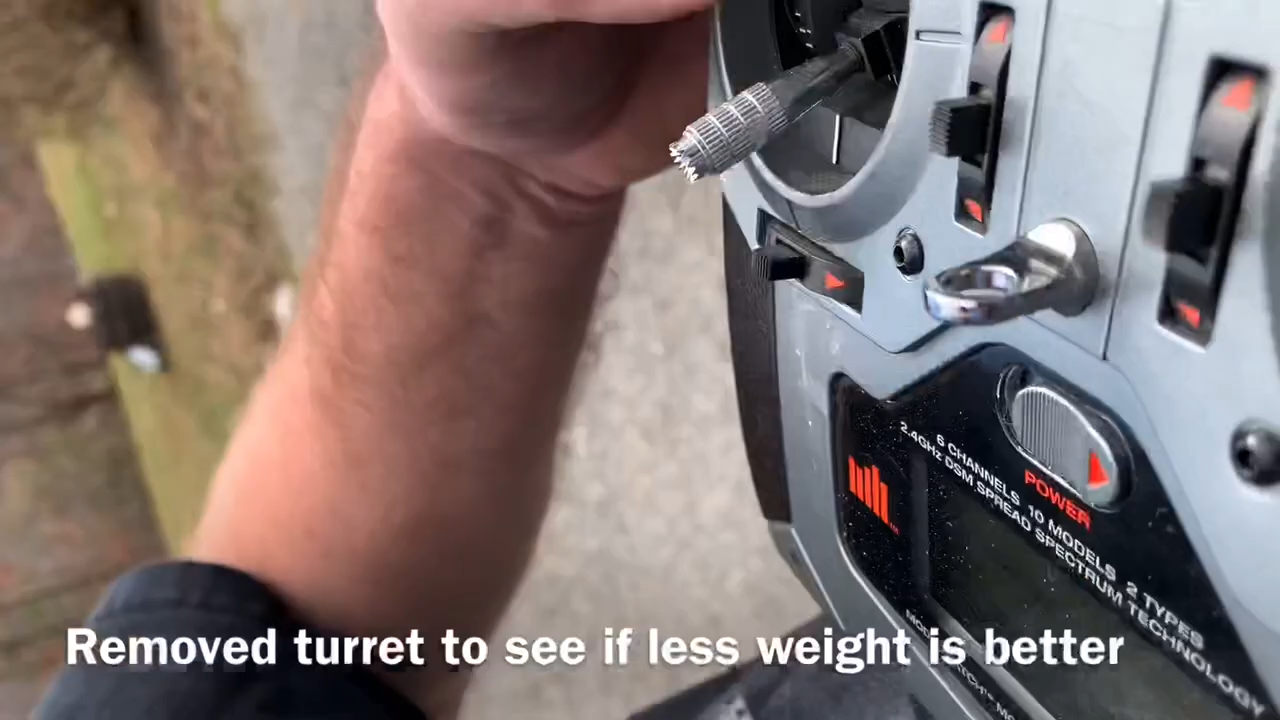 6 CHANNELS 10 MODELS 2 TYPES
2.4GHz DSM SPREAD SPECTRUM TECHNOLOGY
POWER
Removed turret to see if less weight is better